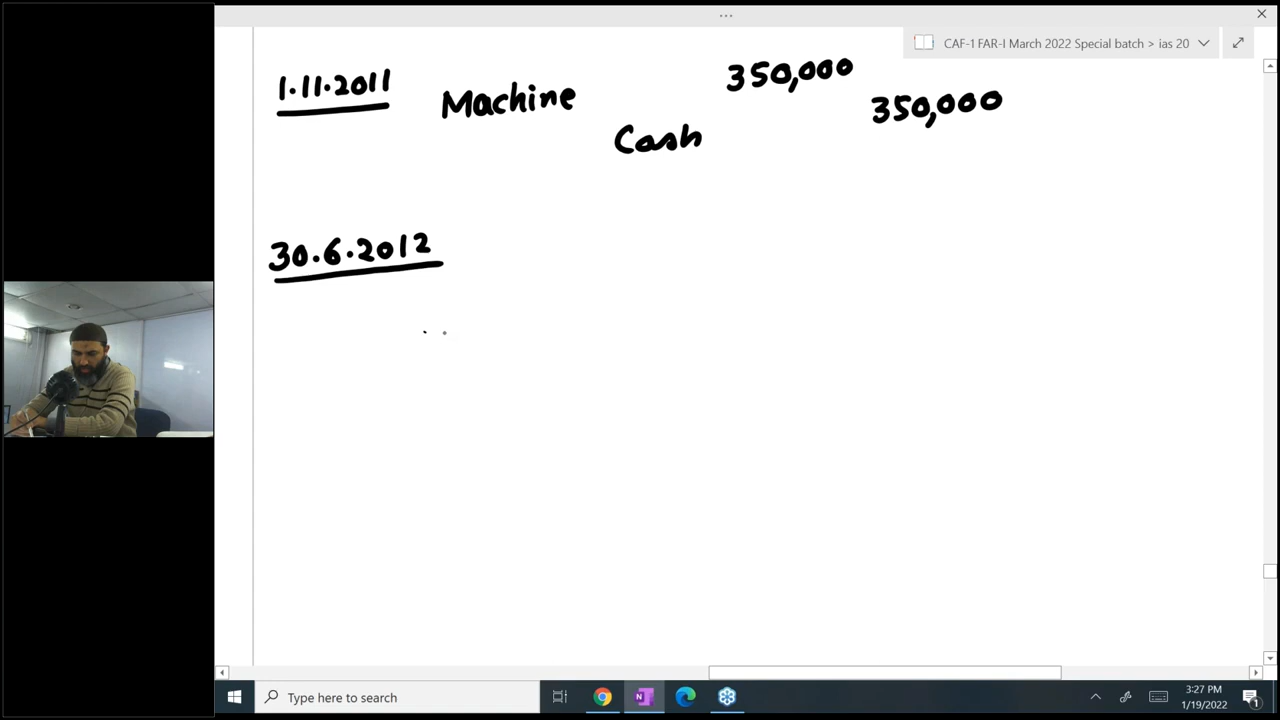 CAF-1 FAR-I March 2022 Special batch > ias 20
1.11.2011 Machine 350,000
Cash 350,000
30.6.2012
Type here to search
3:27 PM
1/19/2022
1